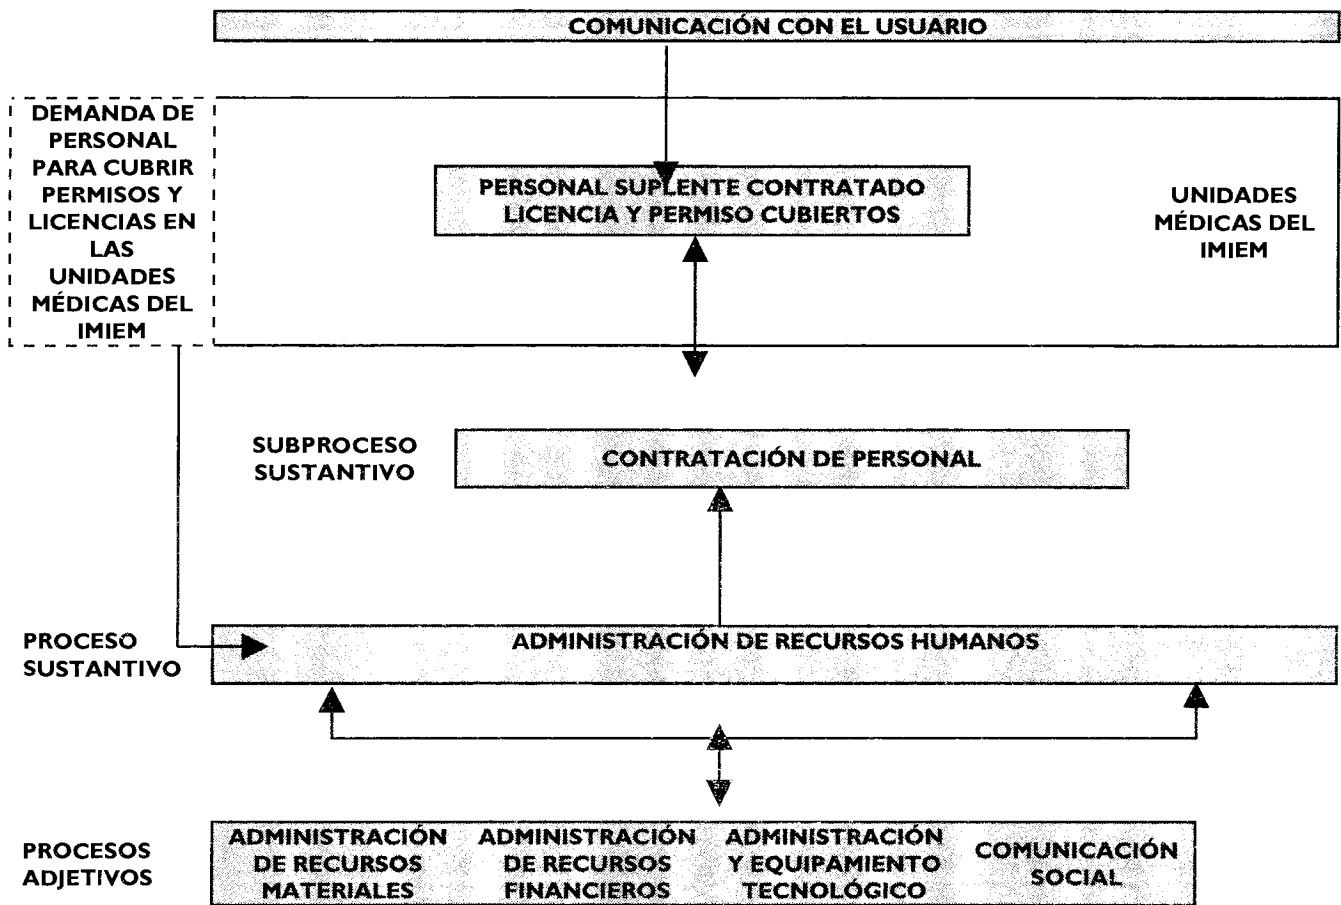 COMUNICACIÓN CON EL USUARIO
DEMANDA DE
PERSONAL
PARA CUBRIR
PERMISOS Y
LICENCIAS EN
LAS
UNIDADES
MÉDICAS DEL
IMIEM
PERSONAL SUPLENTE CONTRATADO
LICENCIA Y PERMISO CUBIERTOS
UNIDADES
MÉDICAS DEL
IMIEM
SUBPROCESO
SUSTANTIVO
CONTRATACIÓN DE PERSONAL
PROCESO
SUSTANTIVO
ADMINISTRACIÓN DE RECURSOS HUMANOS
PROCESOS
ADJETIVOS
ADMINISTRACIÓN
DE RECURSOS
MATERIALES
ADMINISTRACIÓN
DE RECURSOS
FINANCIEROS
ADMINISTRACIÓN
Y EQUIPAMIENTO
TECNOLÓGICO
COMUNICACIÓN
SOCIAL